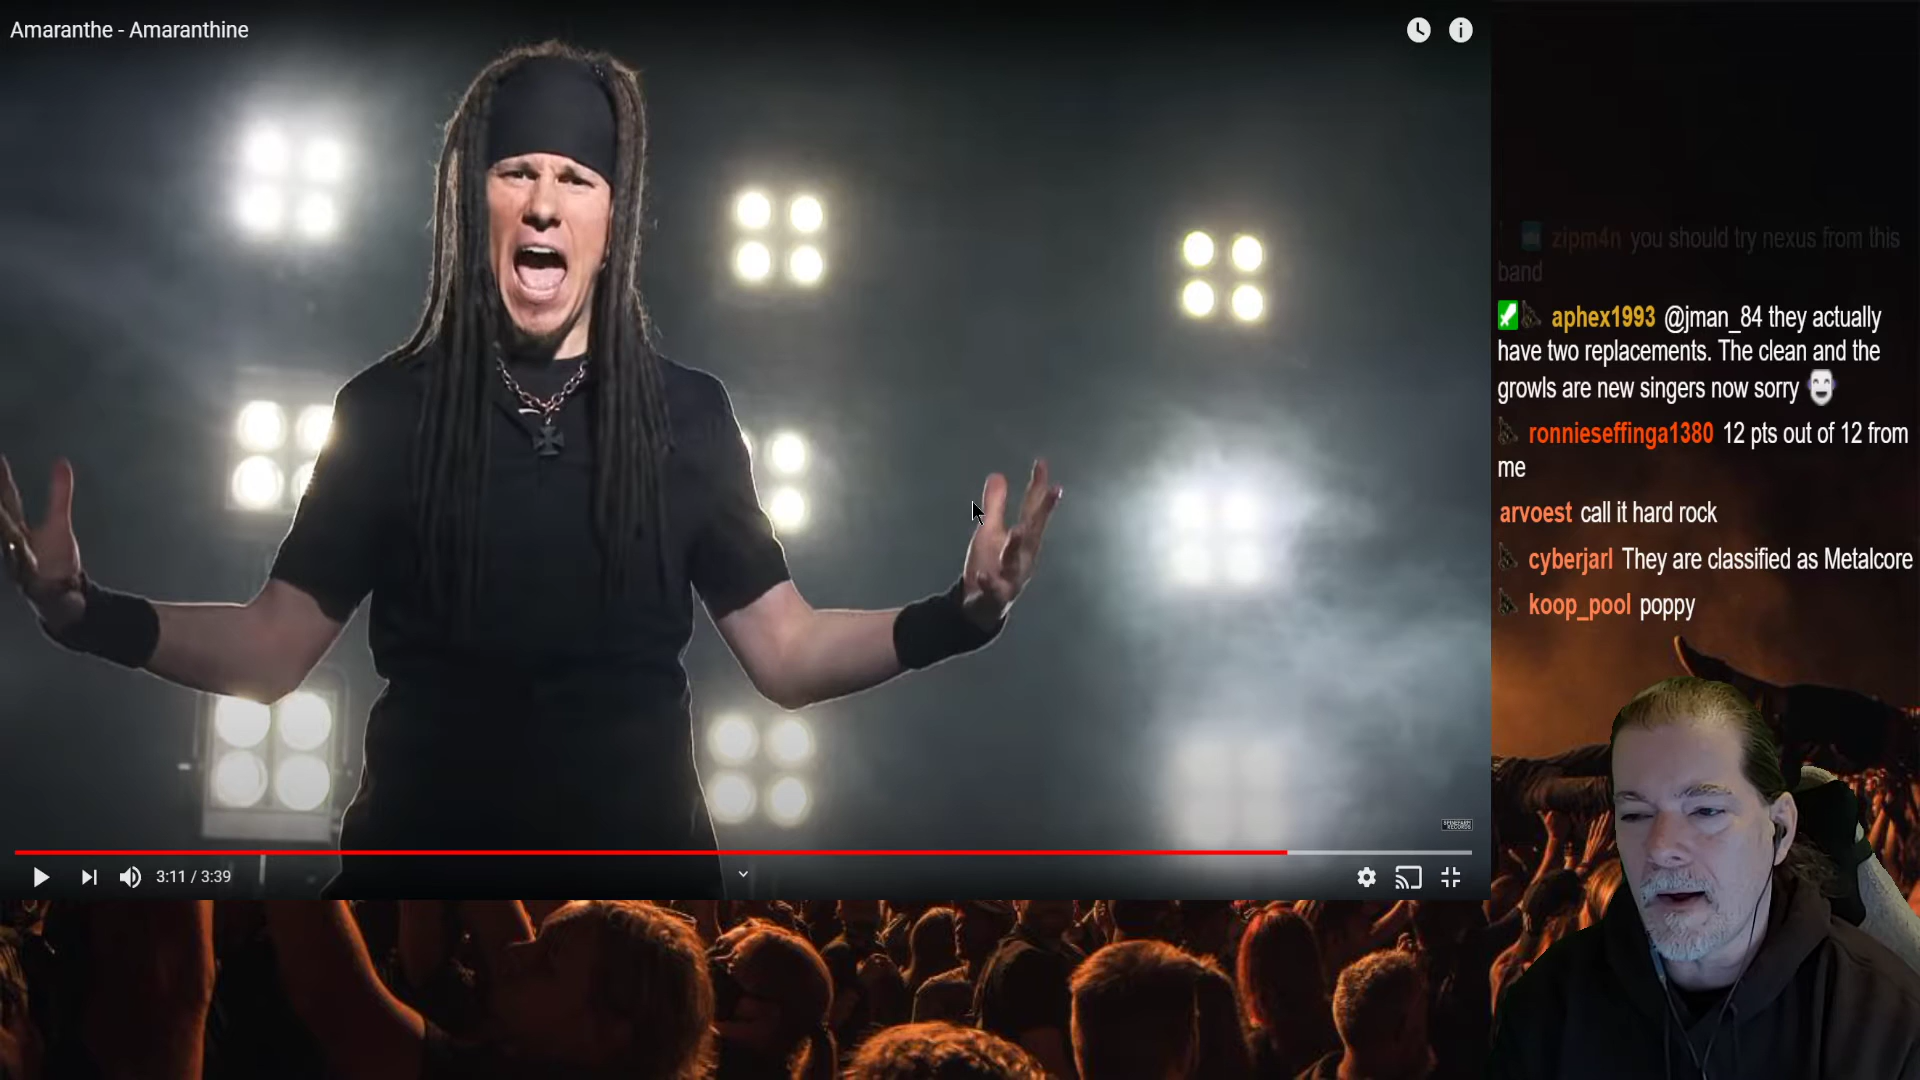 Amaranthe - Amaranthine
zipm4n you should try nexus from this
band
aphex1993 @jman_84 they actually
have two replacements. The clean and the
growls are new singers now sorry
ronnieseffinga1380 12 pts out of 12 from
me
arvoest call it hard rock
cyberjarl They are classified as Metalcore
koop_pool poppy
SPINEFARM
RECORDS
3:11 / 3:39